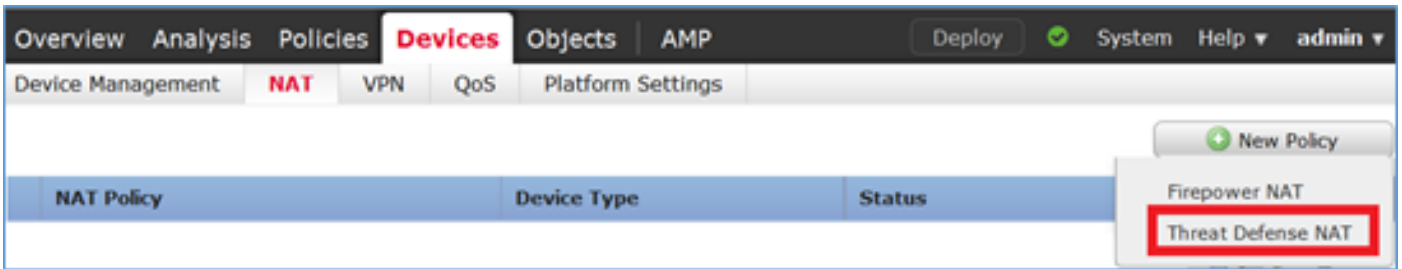 Overview Analysis Policies Devices Objects AMP Deploy System Help admin
Device Management NAT VPN QoS Platform Settings
New Policy
NAT Policy Device Type Status
Firepower NAT
Threat Defense NAT